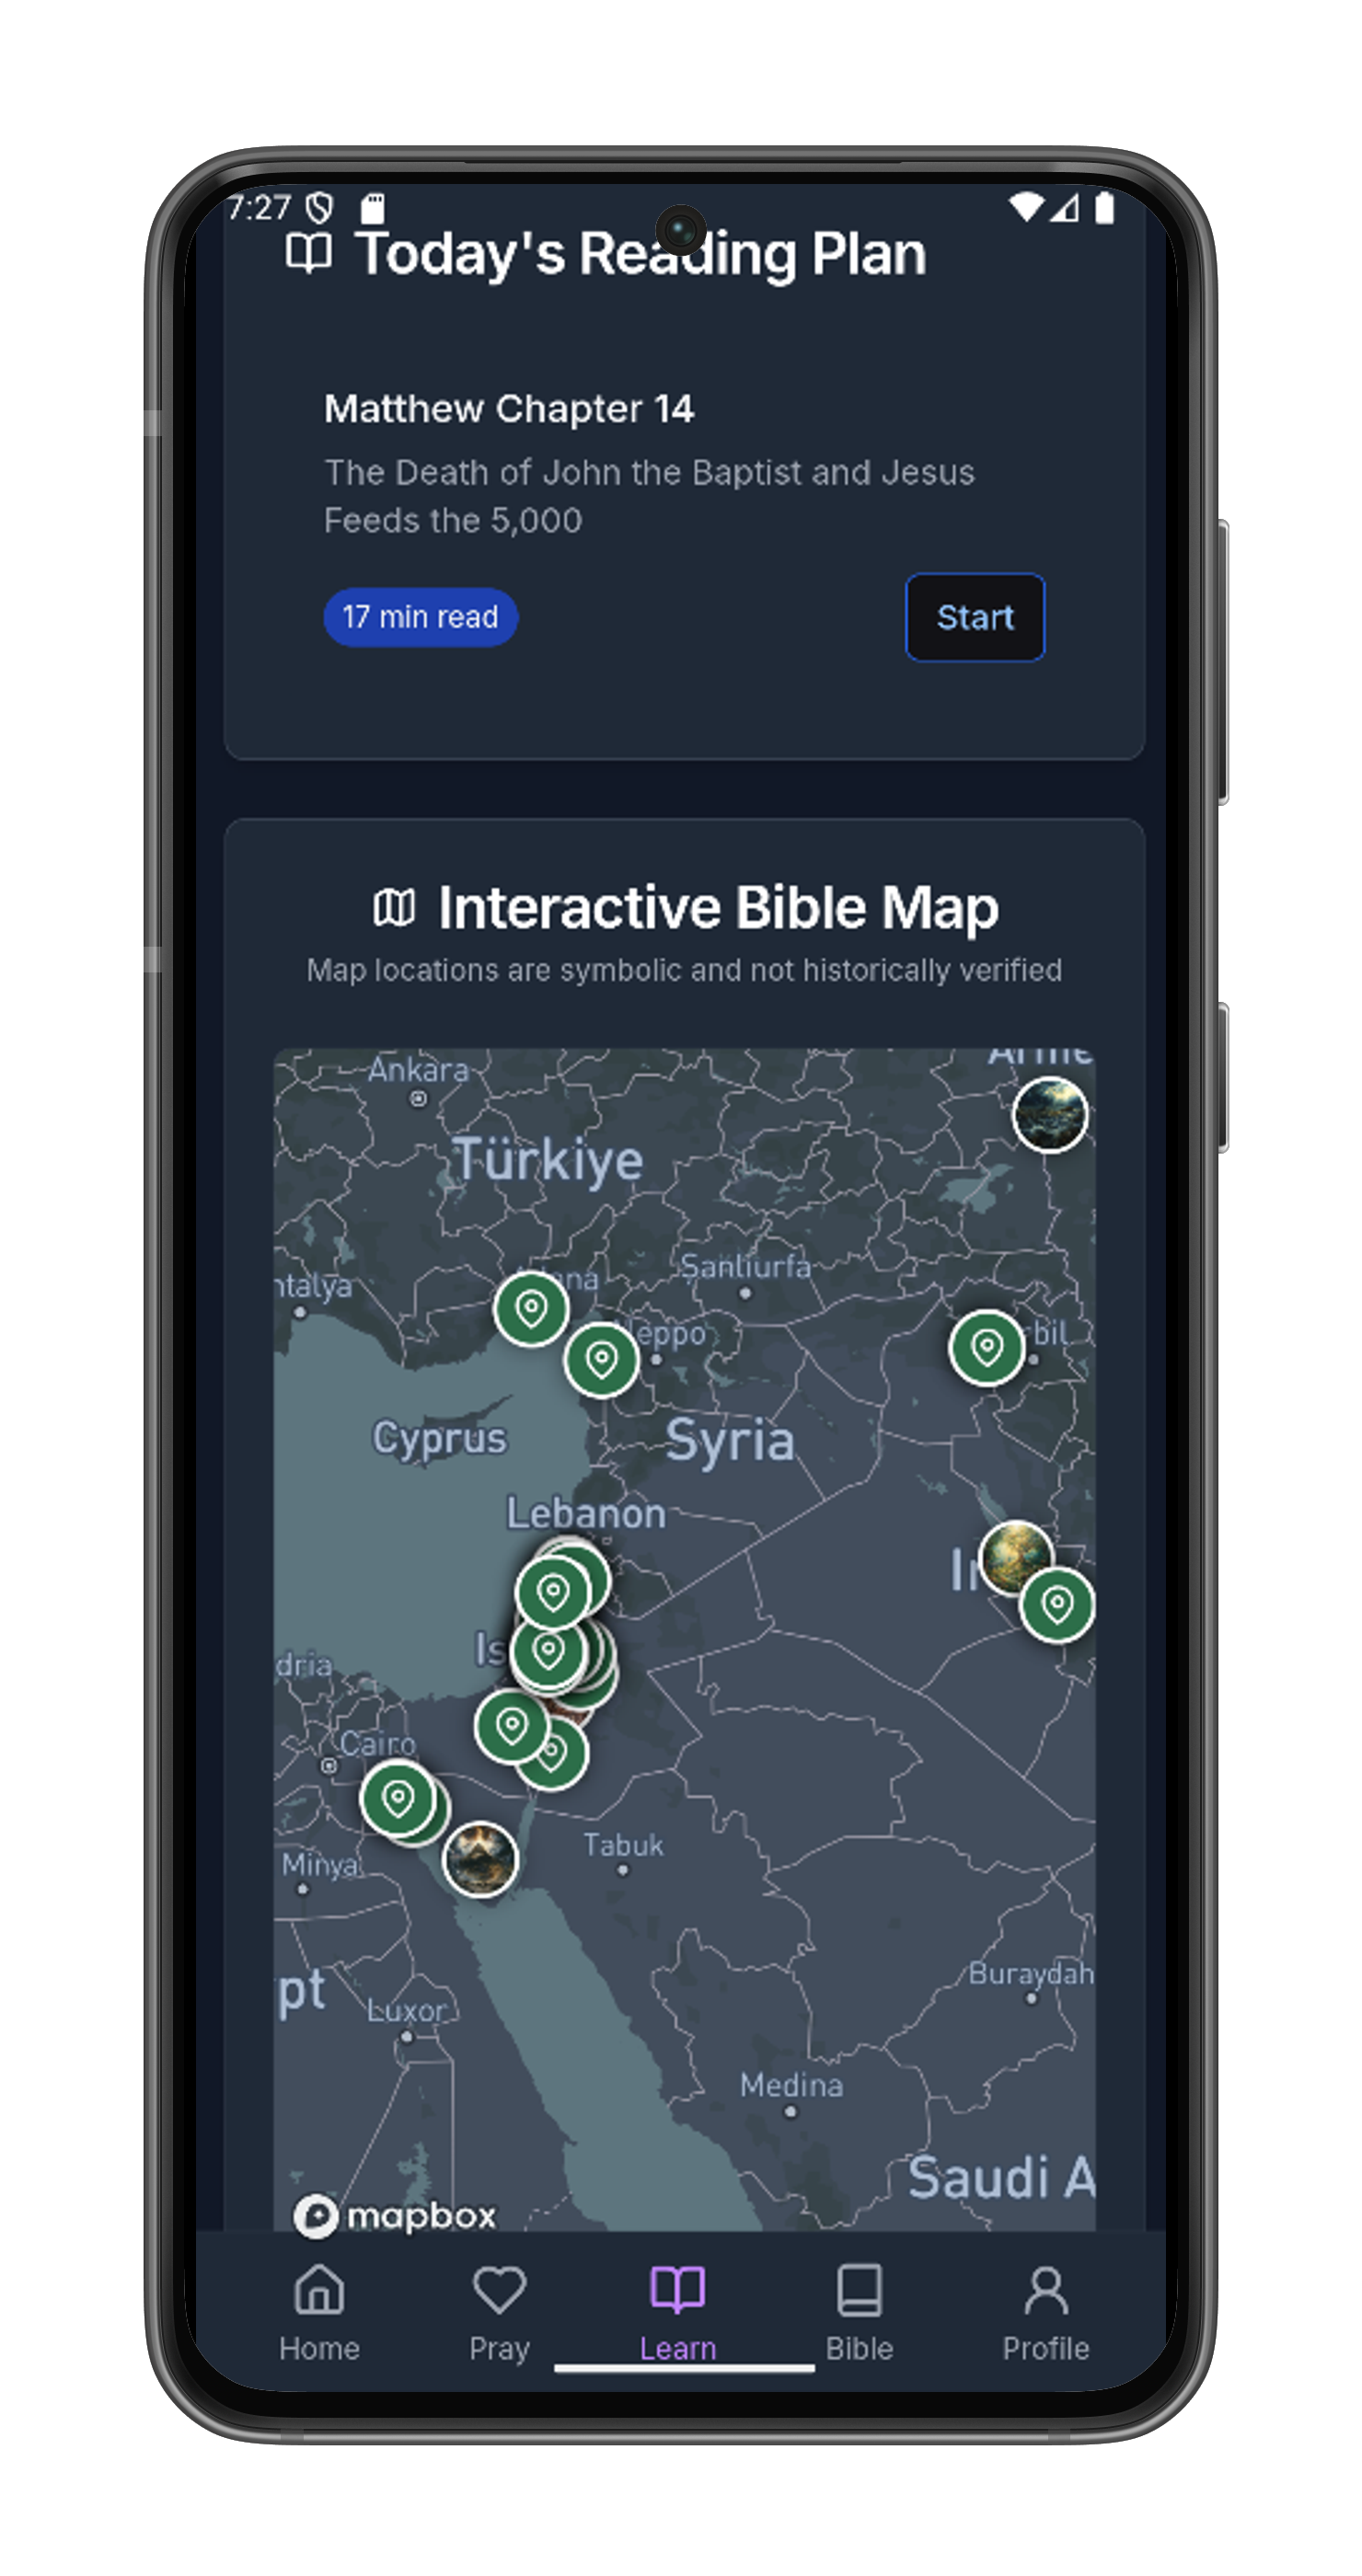 7:27
Today's Reading Plan
Matthew Chapter 14
The Death of John the Baptist and Jesus
Feeds the 5,000
17 min read
Start
Interactive Bible Map
Map locations are symbolic and not historically verified
Ankara
Arme
Türkiye
Şanlıurfa
ntalya
ana
eppo
bil
Cyprus
Syria
Lebanon
Ir
Is
dria
Cairo
Tabuk
Minya
Buraydah
pt
Luxor
Medina
Saudi A
mapbox
Home
Pray
Learn
Bible
Profile